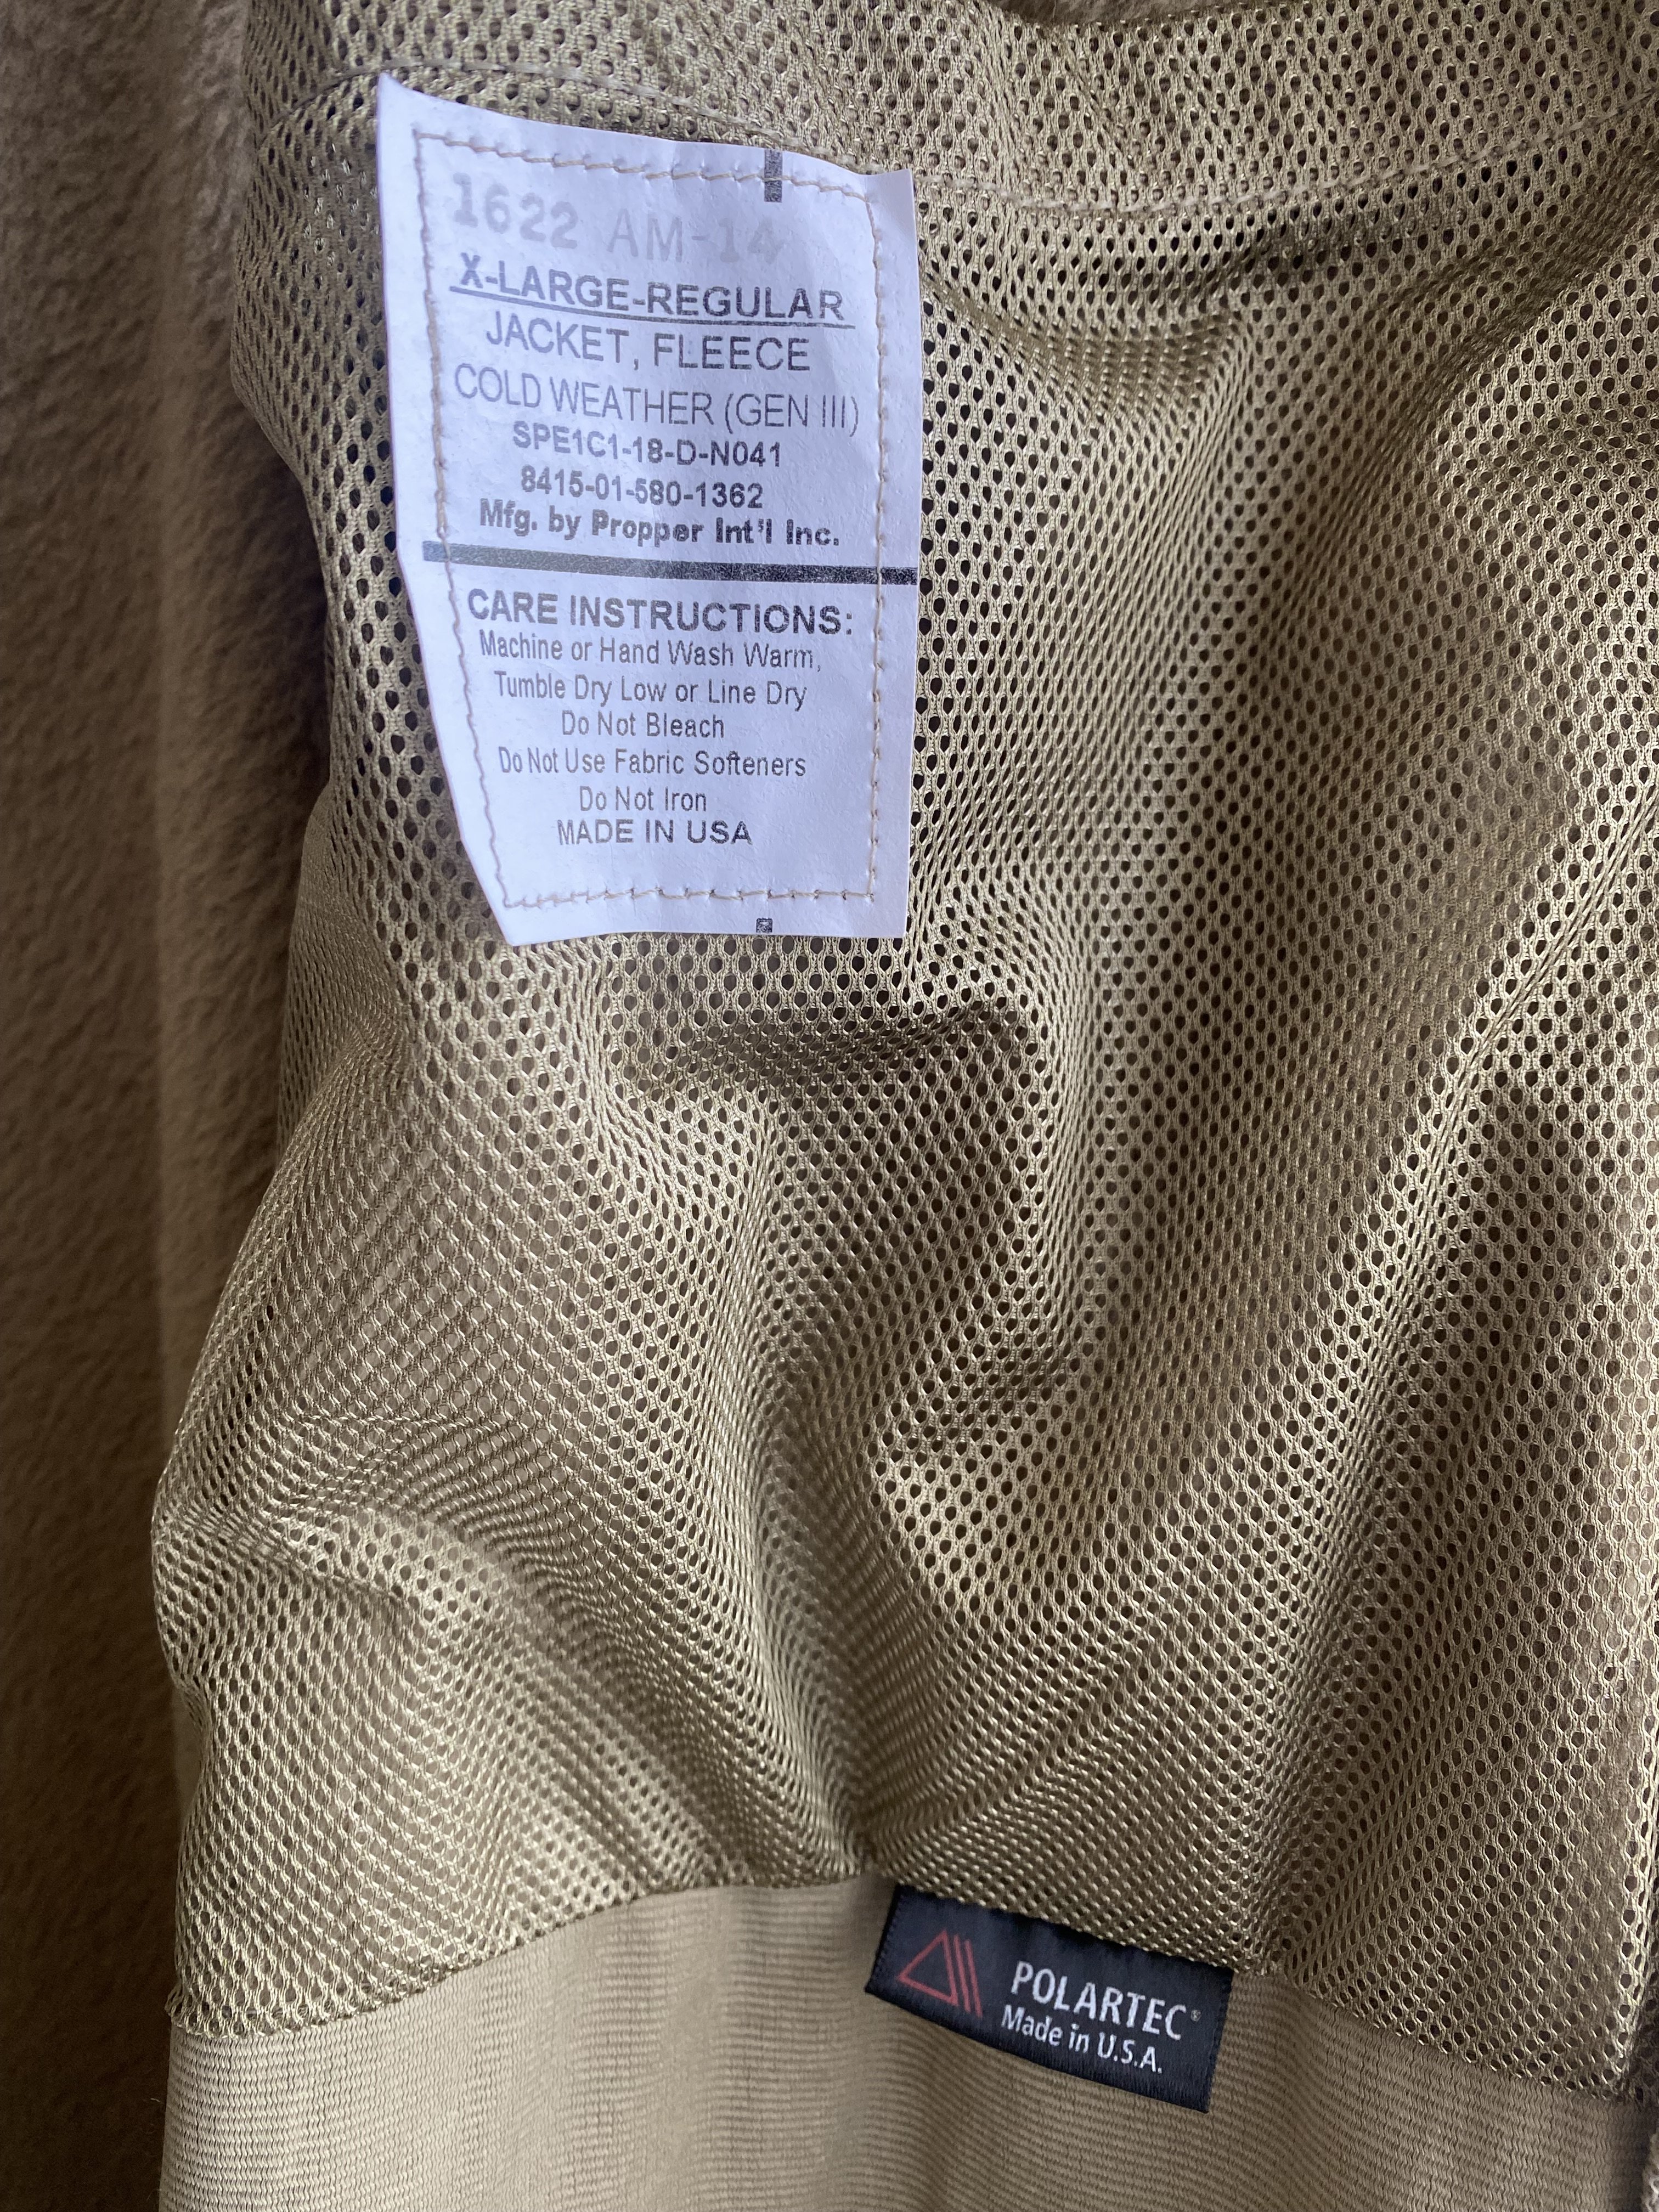 1622 AM-14
X-LARGE-REGULAR
JACKET, FLEECE
COLD WEATHER (GEN III)
SPE1C1-18-D-N041
8415-01-580-1362
Mfg. by Propper Int'l Inc.
CARE INSTRUCTIONS:
Machine or Hand Wash Warm,
Tumble Dry Low or Line Dry
Do Not Bleach
Do Not Use Fabric Softeners
Do Not Iron
MADE IN USA
POLARTEC®
Made in U.S.A.